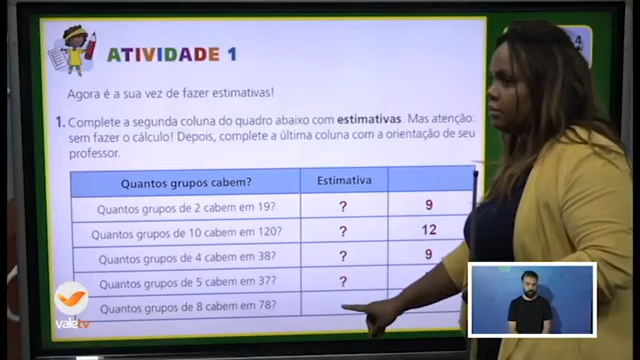 ATIVIDADE 1
4
Agora é a sua vez de fazer estimativas!
1. Complete a segunda coluna do quadro abaixo com estimativas. Mas atenção:
sem fazer o cálculo! Depois, complete a última coluna com a orientação de seu
professor.
Quantos grupos cabem? Estimativa
Quantos grupos de 2 cabem em 19? ? 9
Quantos grupos de 10 cabem em 120? ? 12
Quantos grupos de 4 cabem em 38? ? 9
Quantos grupos de 5 cabem em 37? ?
Quantos grupos de 8 cabem em 78? ?
vale tv